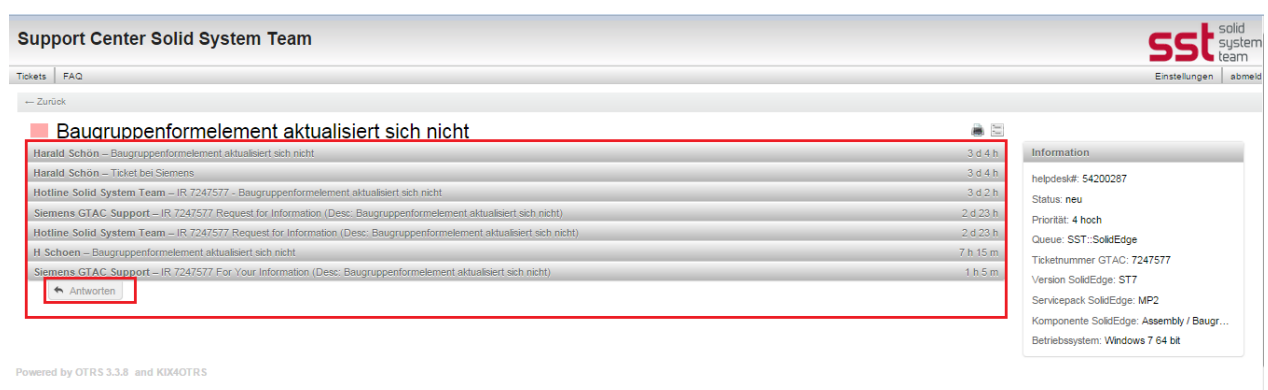 Support Center Solid System Team
sst solid system team
Tickets FAQ
Einstellungen abmeld
← Zurück
Baugruppenformelement aktualisiert sich nicht
Harald Schön – Baugruppenformelement aktualisiert sich nicht 3 d 4 h
Harald Schön – Ticket bei Siemens 3 d 4 h
Hotline Solid System Team – IR 7247577 - Baugruppenformelement aktualisiert sich nicht 3 d 2 h
Siemens GTAC Support – IR 7247577 Request for Information (Desc: Baugruppenformelement aktualisiert sich nicht) 2 d 23 h
Hotline Solid System Team – IR 7247577 Request for Information (Desc: Baugruppenformelement aktualisiert sich nicht) 2 d 23 h
H Schoen – Baugruppenformelement aktualisiert sich nicht 7 h 15 m
Siemens GTAC Support – IR 7247577 For Your Information (Desc: Baugruppenformelement aktualisiert sich nicht) 1 h 5 m
Antworten
Information
helpdesk#: 54200287
Status: neu
Priorität: 4 hoch
Queue: SST::SolidEdge
Ticketnummer GTAC: 7247577
Version SolidEdge: ST7
Servicepack SolidEdge: MP2
Komponente SolidEdge: Assembly / Baugr...
Betriebssystem: Windows 7 64 bit
Powered by OTRS 3.3.8 and KIX4OTRS